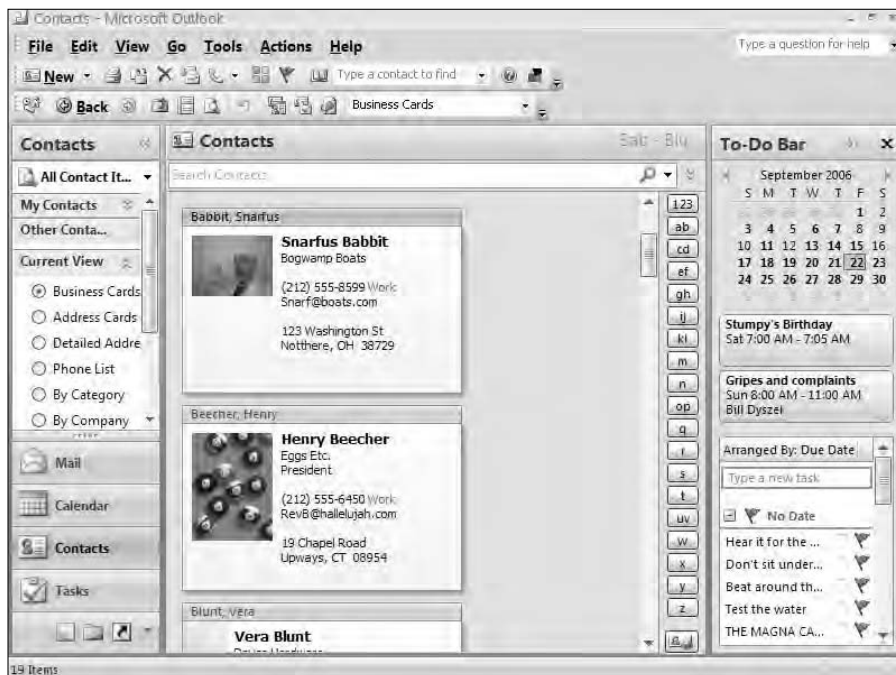 Contacts - Microsoft Outlook
File Edit View Go Tools Actions Help
Type a question for help
New
Type a contact to find
Back
Business Cards
Contacts
All Contact It...
My Contacts
Other Conta...
Current View
Business Cards
Address Cards
Detailed Addre
Phone List
By Category
By Company
Mail
Calendar
Contacts
Tasks
Contacts
Bab - Blu
Search Contacts
Babbit, Snarfus
Snarfus Babbit
Bogwamp Boats
(212) 555-8599 Work
Snarf@boats.com
123 Washington St
Notthere, OH 38729
Beecher, Henry
Henry Beecher
Eggs Etc.
President
(212) 555-6450 Work
RevB@hallelujah.com
19 Chapel Road
Upways, CT 08954
Blunt, Vera
Vera Blunt
123
ab
cd
ef
gh
ij
kl
m
n
op
q
r
s
t
uv
w
x
y
z
To-Do Bar
September 2006
S M T W T F S
1 2
3 4 5 6 7 8 9
10 11 12 13 14 15 16
17 18 19 20 21 22 23
24 25 26 27 28 29 30
Stumpy's Birthday
Sat 7:00 AM - 7:05 AM
Gripes and complaints
Sun 8:00 AM - 11:00 AM
Bill Dyszel
Arranged By: Due Date
Type a new task
No Date
Hear it for the ...
Don't sit under...
Beat around th...
Test the water
THE MAGNA CA...
19 Items